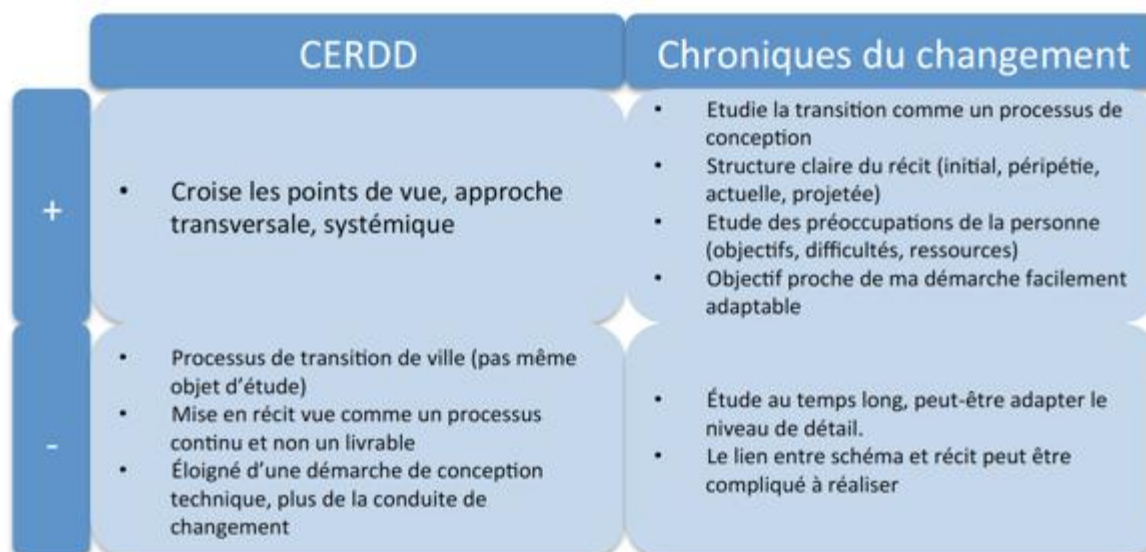 CERDD
Chroniques du changement
+
• Croise les points de vue, approche
transversale, systémique
• Etudie la transition comme un processus de
conception
• Structure claire du récit (initial, péripétie,
actuelle, projetée)
• Etude des préoccupations de la personne
(objectifs, difficultés, ressources)
• Objectif proche de ma démarche facilement
adaptable
-
• Processus de transition de ville (pas même
objet d’étude)
• Mise en récit vue comme un processus
continu et non un livrable
• Éloigné d’une démarche de conception
technique, plus de la conduite de
changement
• Étude au temps long, peut-être adapter le
niveau de détail.
• Le lien entre schéma et récit peut être
compliqué à réaliser